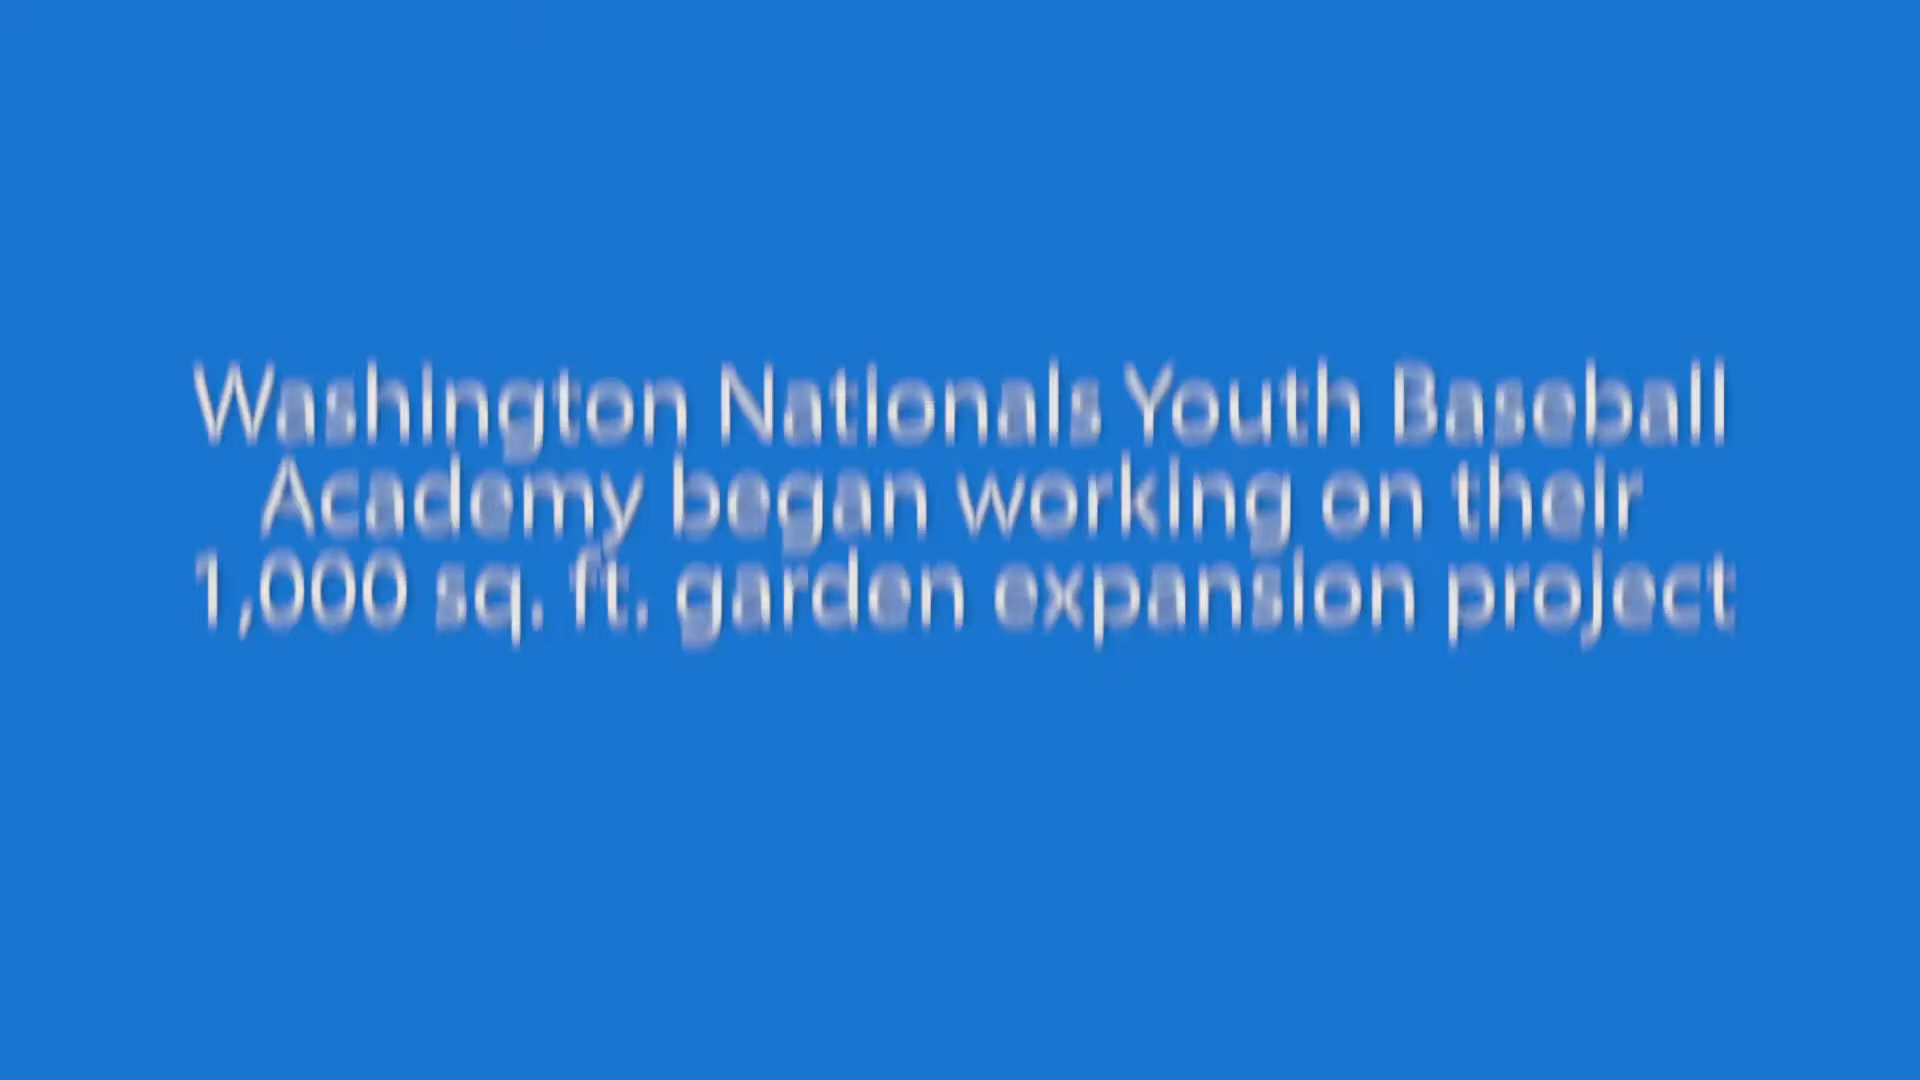 Washington Nationals Youth Baseball
Academy began working on their
1,000 sq. ft. garden expansion project